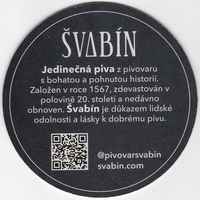 ŠVABÍN
Jedinečná piva z pivovaru
s bohatou a pohnutou historií.
Založen v roce 1567, zdevastován v
polovině 20. století a nedávno
obnoven. Švabín je důkazem lidské
odolnosti a lásky k dobrému pivu.
@pivovarsvabin
svabin.com